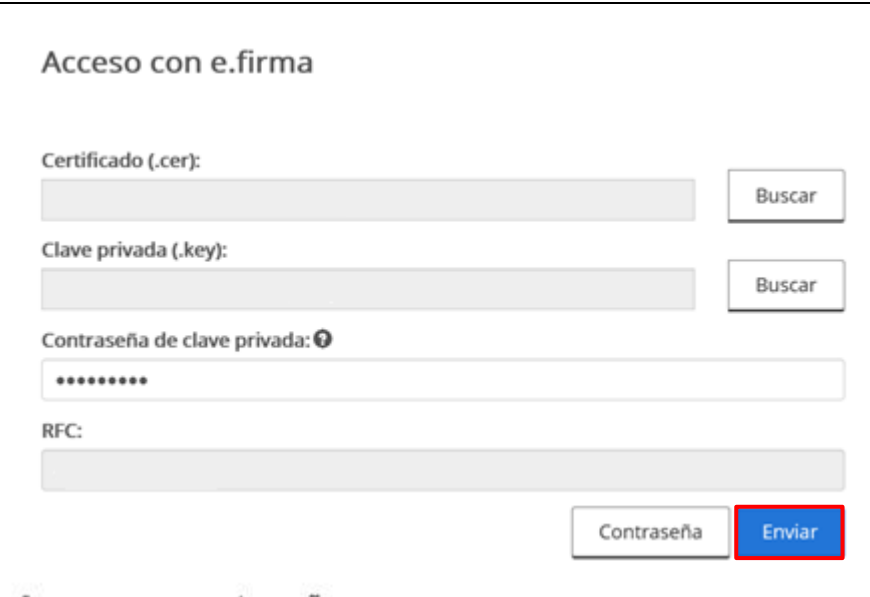 Acceso con e.firma
Certificado (.cer):
Buscar
Clave privada (.key):
Buscar
Contraseña de clave privada:
•••••••••
RFC:
Contraseña Enviar